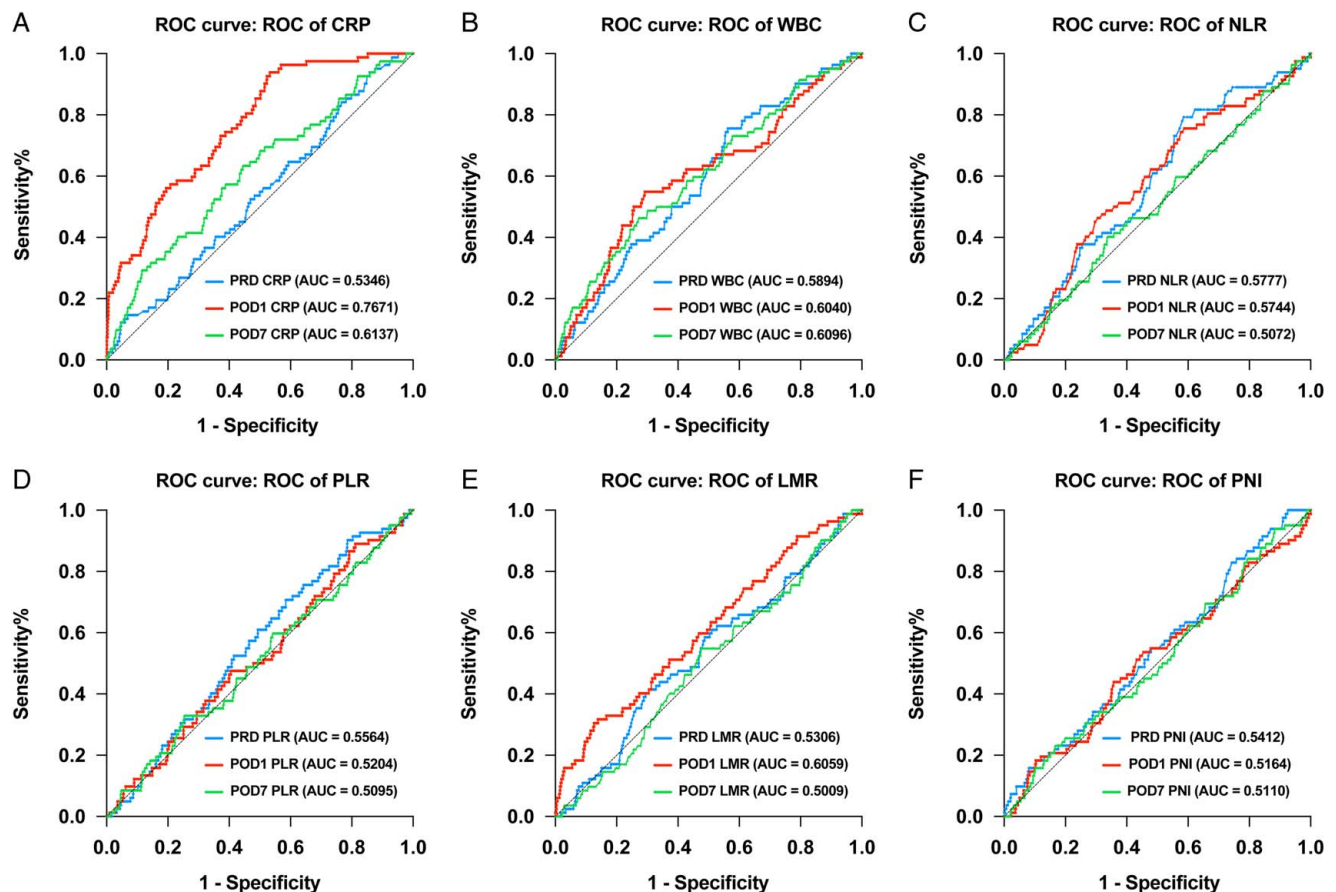 A
ROC curve: ROC of CRP
Sensitivity%
1.0
0.8
0.6
0.4
0.2
0.0
PRD CRP (AUC = 0.5346)
POD1 CRP (AUC = 0.7671)
POD7 CRP (AUC = 0.6137)
0.0 0.2 0.4 0.6 0.8 1.0
1 - Specificity
B
ROC curve: ROC of WBC
Sensitivity%
1.0
0.8
0.6
0.4
0.2
0.0
PRD WBC (AUC = 0.5894)
POD1 WBC (AUC = 0.6040)
POD7 WBC (AUC = 0.6096)
0.0 0.2 0.4 0.6 0.8 1.0
1 - Specificity
C
ROC curve: ROC of NLR
Sensitivity%
1.0
0.8
0.6
0.4
0.2
0.0
PRD NLR (AUC = 0.5777)
POD1 NLR (AUC = 0.5744)
POD7 NLR (AUC = 0.5072)
0.0 0.2 0.4 0.6 0.8 1.0
1 - Specificity
D
ROC curve: ROC of PLR
Sensitivity%
1.0
0.8
0.6
0.4
0.2
0.0
PRD PLR (AUC = 0.5564)
POD1 PLR (AUC = 0.5204)
POD7 PLR (AUC = 0.5095)
0.0 0.2 0.4 0.6 0.8 1.0
1 - Specificity
E
ROC curve: ROC of LMR
Sensitivity%
1.0
0.8
0.6
0.4
0.2
0.0
PRD LMR (AUC = 0.5306)
POD1 LMR (AUC = 0.6059)
POD7 LMR (AUC = 0.5009)
0.0 0.2 0.4 0.6 0.8 1.0
1 - Specificity
F
ROC curve: ROC of PNI
Sensitivity%
1.0
0.8
0.6
0.4
0.2
0.0
PRD PNI (AUC = 0.5412)
POD1 PNI (AUC = 0.5164)
POD7 PNI (AUC = 0.5110)
0.0 0.2 0.4 0.6 0.8 1.0
1 - Specificity